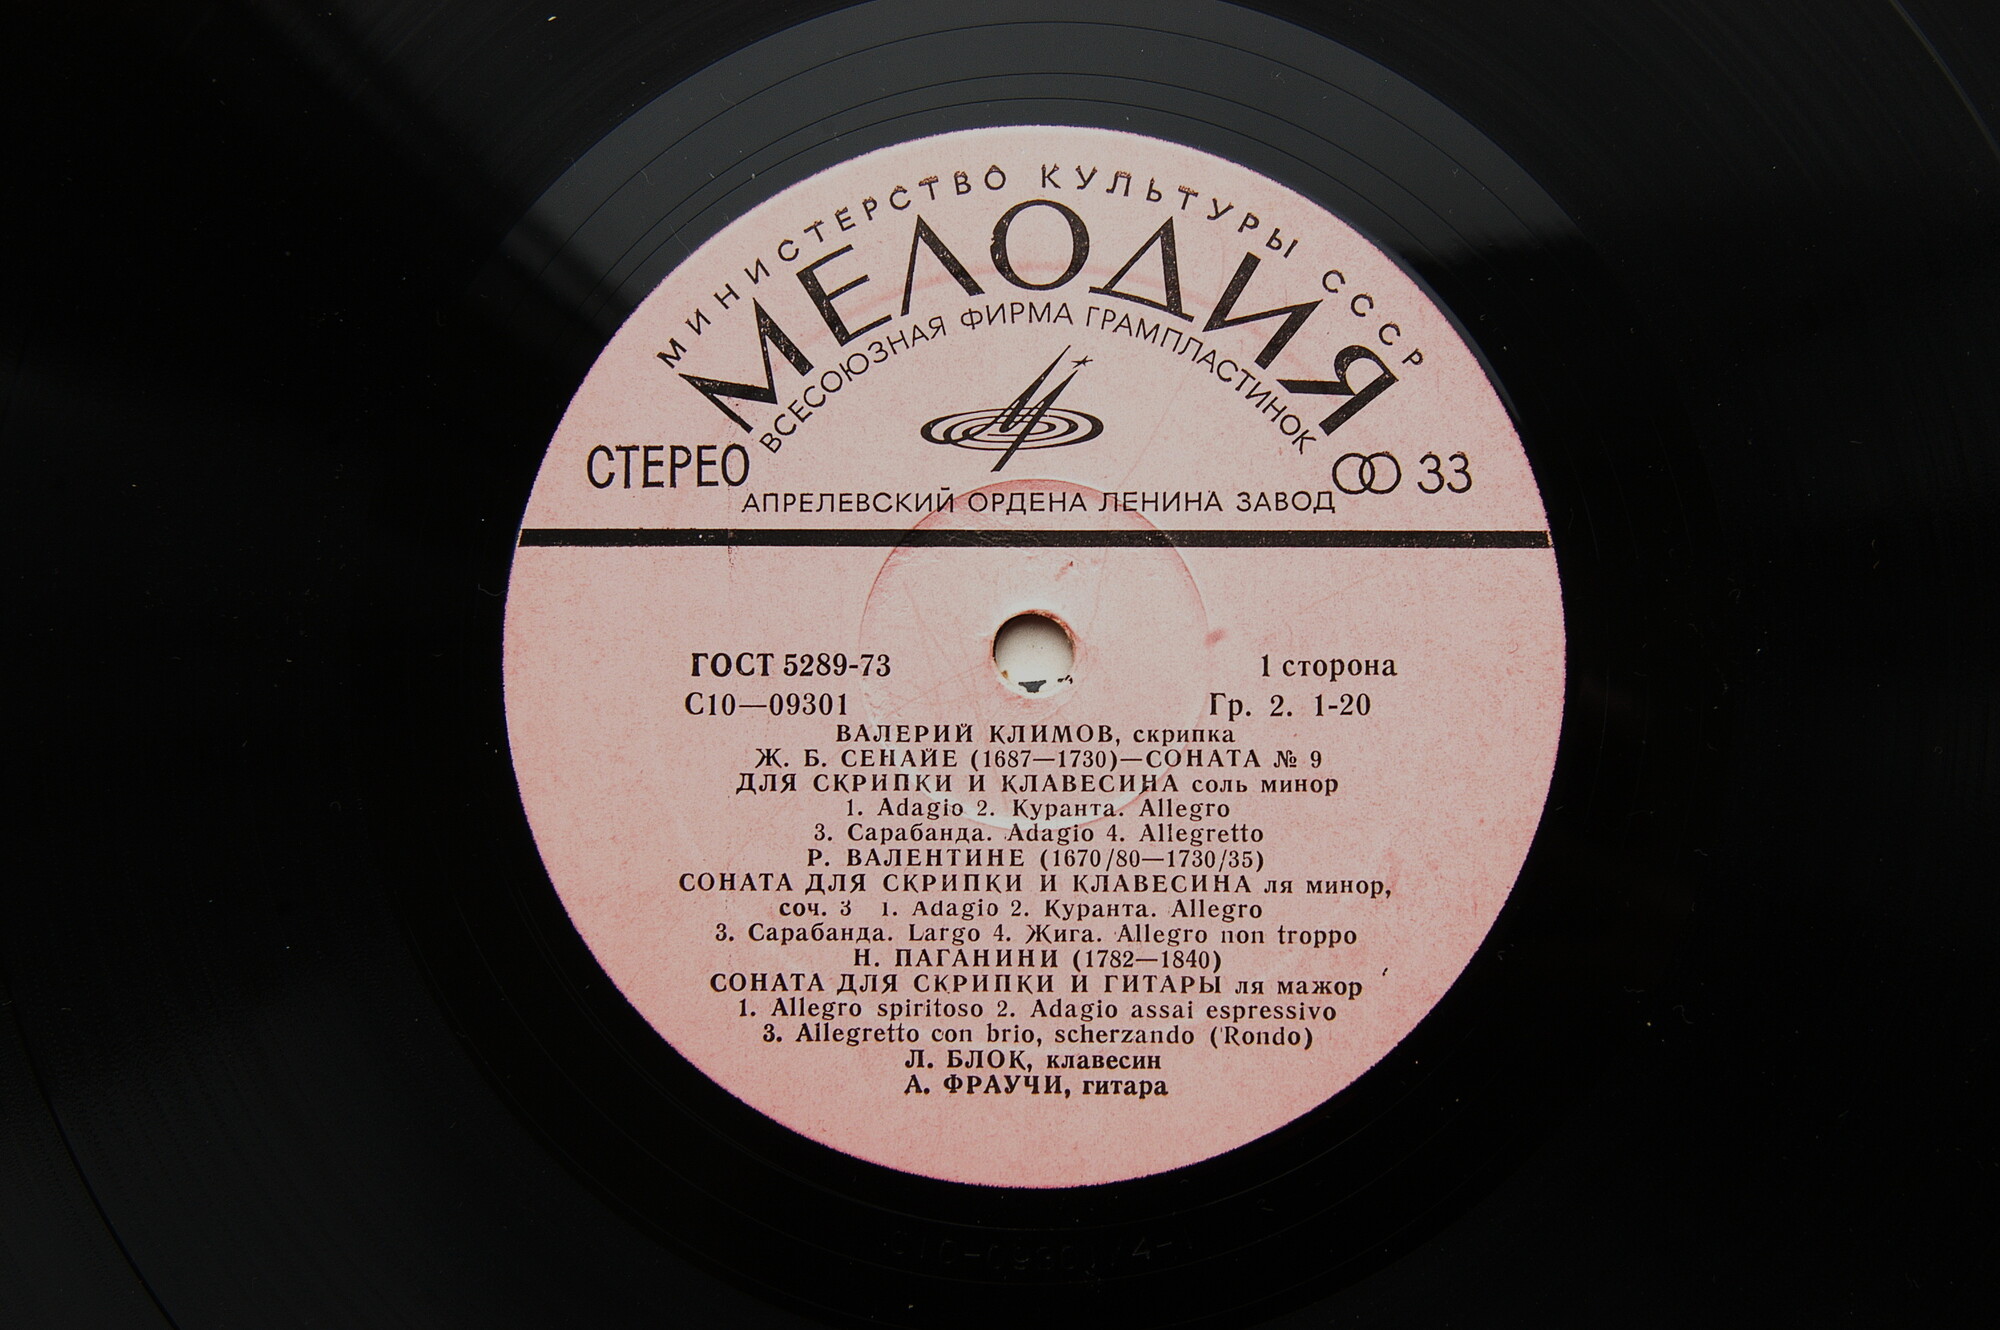 МИНИСТЕРСТВО КУЛЬТУРЫ СССР
МЕЛОДИЯ
ВСЕСОЮЗНАЯ ФИРМА ГРАМПЛАСТИНОК
СТЕРЕО
33
АПРЕЛЕВСКИЙ ОРДЕНА ЛЕНИНА ЗАВОД
ГОСТ 5289-73
1 сторона
С10—09301
Гр. 2. 1-20
ВАЛЕРИЙ КЛИМОВ, скрипка
Ж. Б. СЕНАЙЕ (1687—1730)—СОНАТА № 9
ДЛЯ СКРИПКИ И КЛАВЕСИНА соль минор
1. Adagio 2. Куранта. Allegro
3. Сарабанда. Adagio 4. Allegretto
Р. ВАЛЕНТИНЕ (1670/80—1730/35)
СОНАТА ДЛЯ СКРИПКИ И КЛАВЕСИНА ля минор,
соч. 3 1. Adagio 2. Куранта. Allegro
3. Сарабанда. Largo 4. Жига. Allegro non troppo
Н. ПАГАНИНИ (1782—1840)
СОНАТА ДЛЯ СКРИПКИ И ГИТАРЫ ля мажор
1. Allegro spiritoso 2. Adagio assai espressivo
3. Allegretto con brio, scherzando (Rondo)
Л. БЛОК, клавесин
А. ФРАУЧИ, гитара